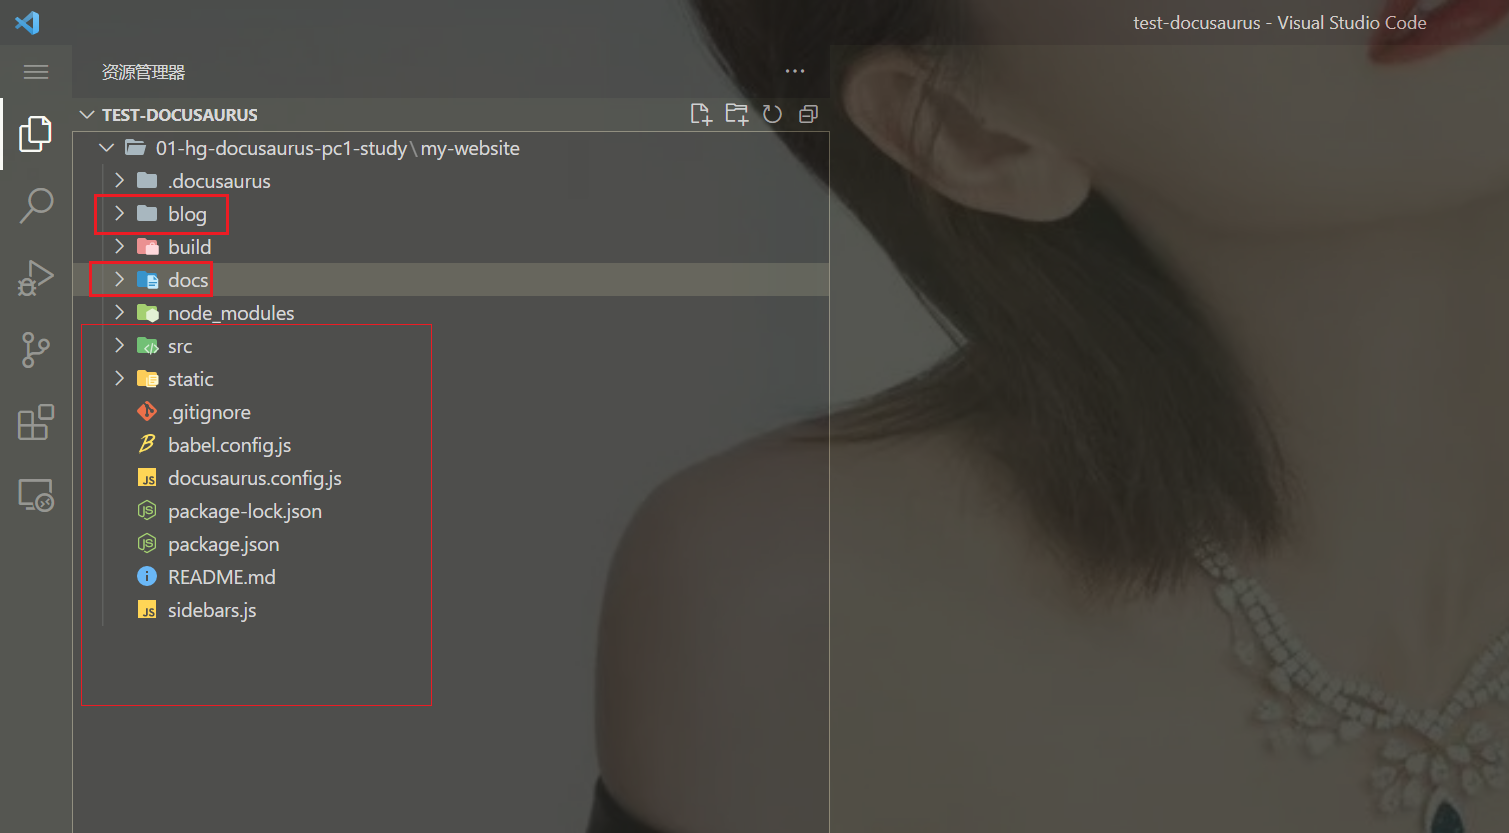 test-docusaurus - Visual Studio Code
资源管理器
TEST-DOCUSAURUS
01-hg-docusaurus-pc1-study\my-website
.docusaurus
blog
build
docs
node_modules
src
static
.gitignore
babel.config.js
docusaurus.config.js
package-lock.json
package.json
README.md
sidebars.js